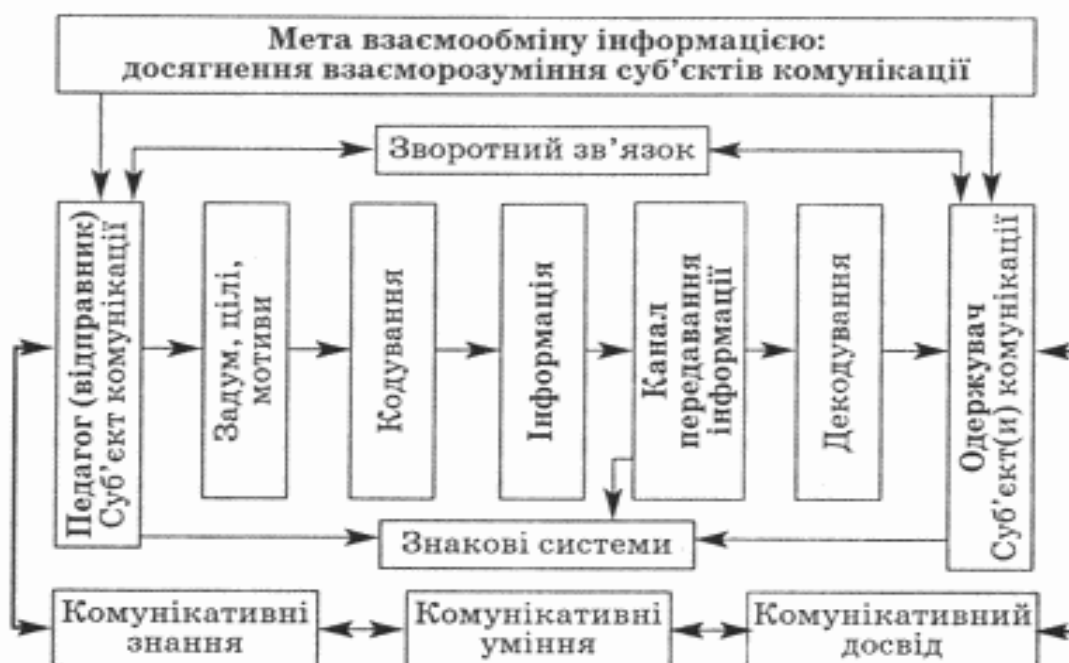 Мета взаємообміну інформацією:
досягнення взаєморозуміння суб’єктів комунікації
Зворотний зв’язок
Педагог (відправник)
Суб’єкт комунікації
Задум, цілі,
мотиви
Кодування
Інформація
Канал
передавання
інформації
Декодування
Одержувач
Суб’єкт(и) комунікації
Знакові системи
Комунікативні
знання
Комунікативні
уміння
Комунікативний
досвід